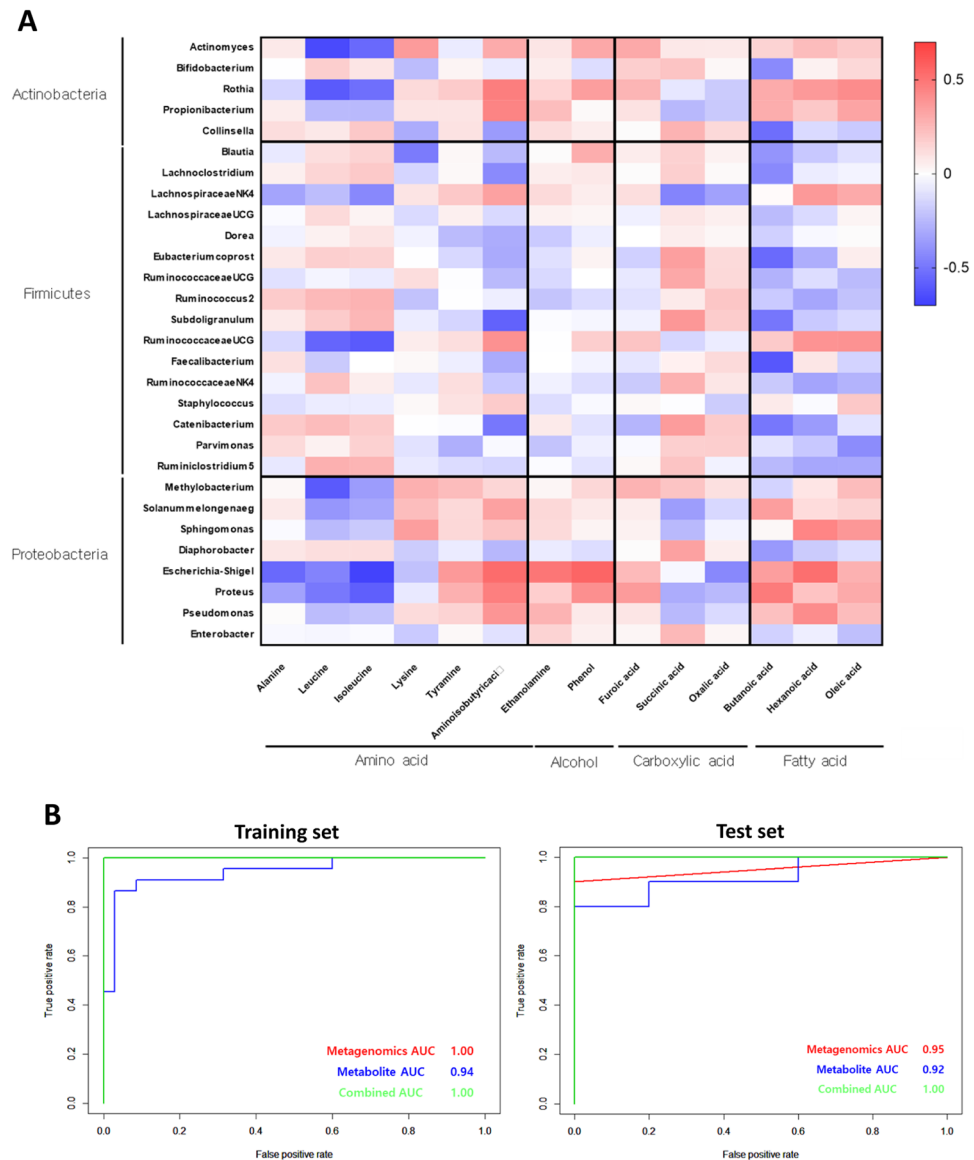 A
Actinobacteria
Firmicutes
Proteobacteria
Actinomyces
Bifidobacterium
Rothia
Propionibacterium
Collinsella
Blautia
Lachnoclostridium
LachnospiraceaeNK4
LachnospiraceaeUCG
Dorea
Eubacteriumcoprost
RuminococcaceaeUCG
Ruminococcus2
Subdoligranulum
RuminococcaceaeUCG
Faecalibacterium
RuminococcaceaeNK4
Staphylococcus
Catenibacterium
Parvimonas
Ruminiclostridium5
Methylobacterium
Solanummelongenaeg
Sphingomonas
Diaphorobacter
Escherichia-Shigel
Proteus
Pseudomonas
Enterobacter
0.5
0
-0.5
Alanine
Leucine
Isoleucine
Lysine
Tyramine
Aminoisobutyricaci□
Ethanolamine
Phenol
Furoic acid
Succinic acid
Oxalic acid
Butanoic acid
Hexanoic acid
Oleic acid
Amino acid
Alcohol
Carboxylic acid
Fatty acid
B
Training set
True positive rate
1.0
0.8
0.6
0.4
0.2
0.0
Metagenomics AUC 1.00
Metabolite AUC 0.94
Combined AUC 1.00
0.0 0.2 0.4 0.6 0.8 1.0
False positive rate
Test set
True positive rate
1.0
0.8
0.6
0.4
0.2
0.0
Metagenomics AUC 0.95
Metabolite AUC 0.92
Combined AUC 1.00
0.0 0.2 0.4 0.6 0.8 1.0
False positive rate